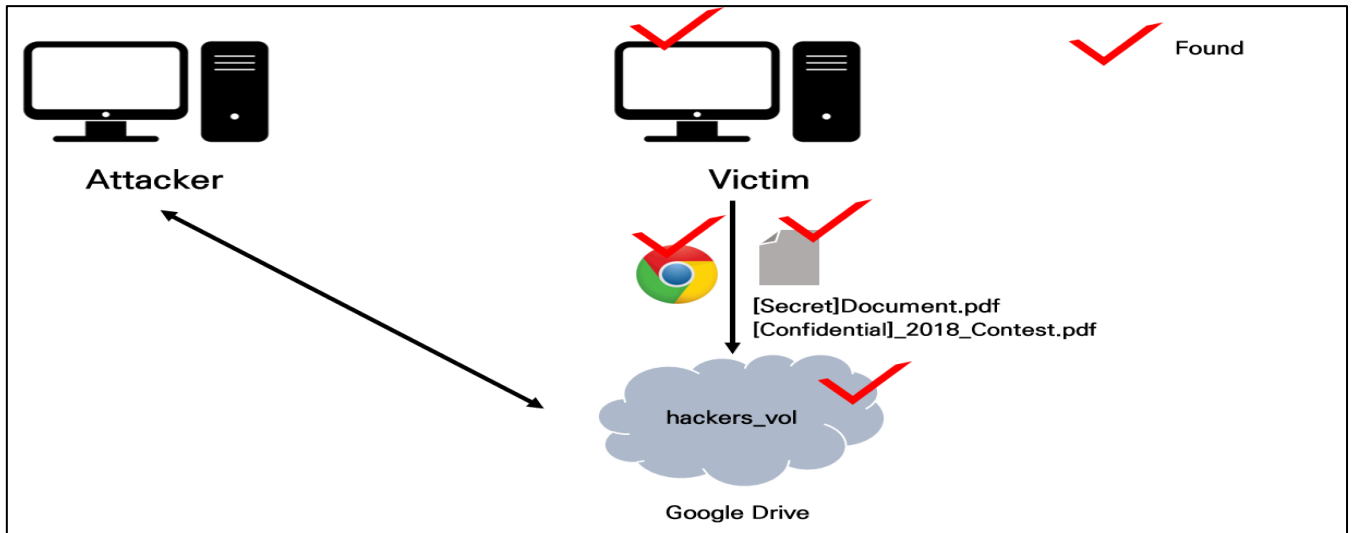 Found
Attacker
Victim
[Secret]Document.pdf
[Confidential]_2018_Contest.pdf
hackers_vol
Google Drive